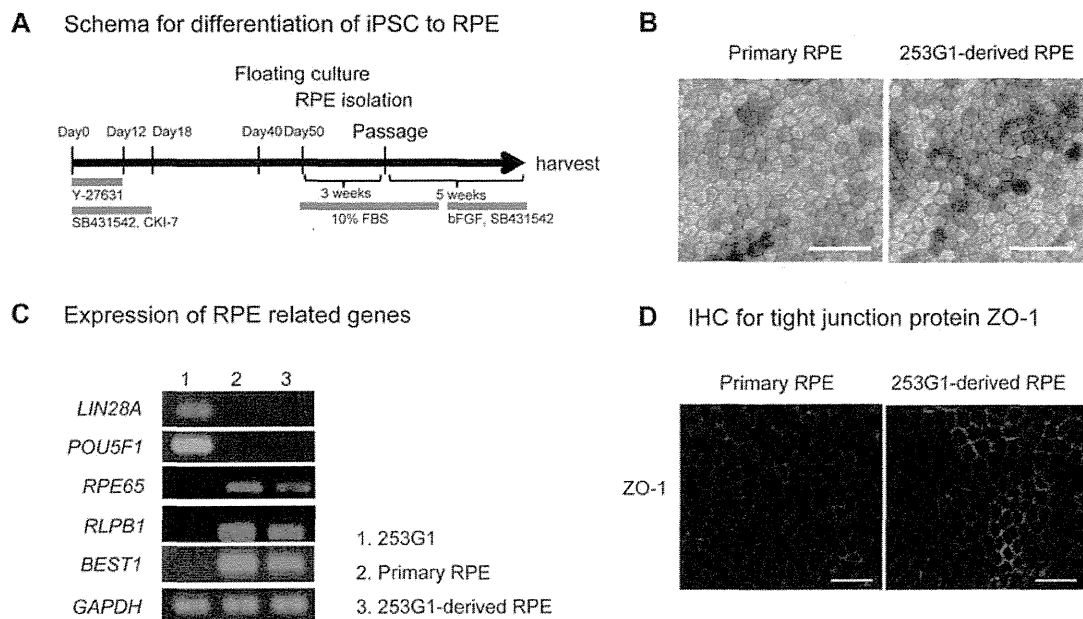 A Schema for differentiation of iPSC to RPE
Floating culture
RPE isolation
Day0 Day12 Day18 Day40 Day50 Passage
harvest
Y-27631
3 weeks
5 weeks
SB431542, CKI-7
10% FBS
bFGF, SB431542
B
Primary RPE 253G1-derived RPE
C Expression of RPE related genes
1 2 3
LIN28A
POU5F1
RPE65
RLPB1
BEST1
GAPDH
1. 253G1
2. Primary RPE
3. 253G1-derived RPE
D IHC for tight junction protein ZO-1
Primary RPE 253G1-derived RPE
ZO-1